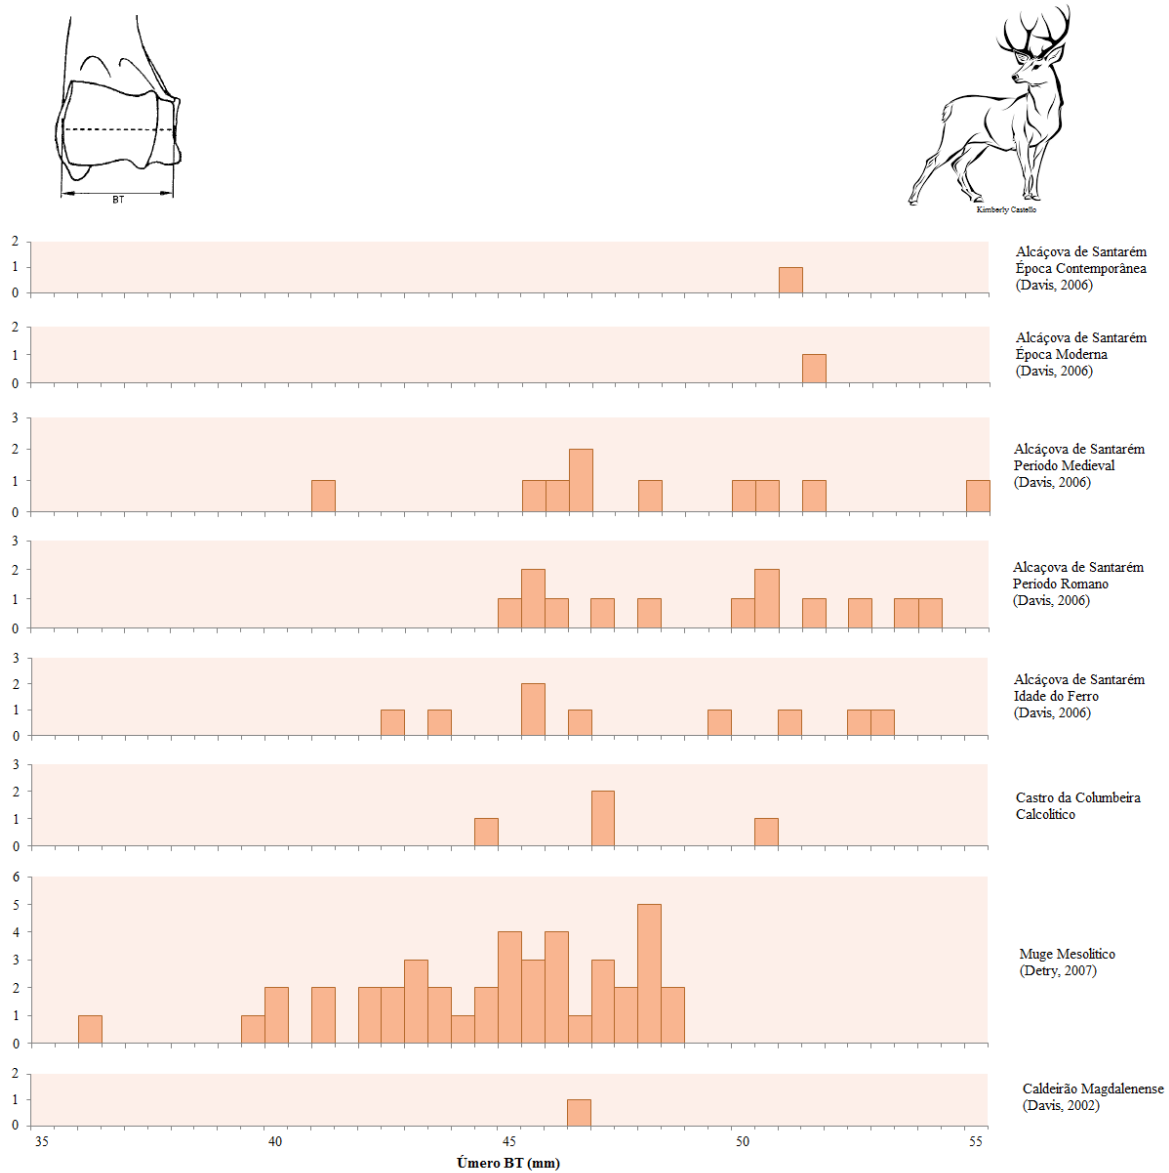 BT
Kimberly Castello
2
1
0
Alcáçova de Santarém
Época Contemporânea
(Davis, 2006)
2
1
0
Alcáçova de Santarém
Época Moderna
(Davis, 2006)
3
2
1
0
Alcáçova de Santarém
Periodo Medieval
(Davis, 2006)
3
2
1
0
Alcaçova de Santarém
Periodo Romano
(Davis, 2006)
3
2
1
0
Alcáçova de Santarém
Idade do Ferro
(Davis, 2006)
3
2
1
0
Castro da Columbeira
Calcolitico
6
5
4
3
2
1
0
Muge Mesolitico
(Detry, 2007)
2
1
0
Caldeirão Magdalenense
(Davis, 2002)
35 40 45 50 55
Úmero BT (mm)